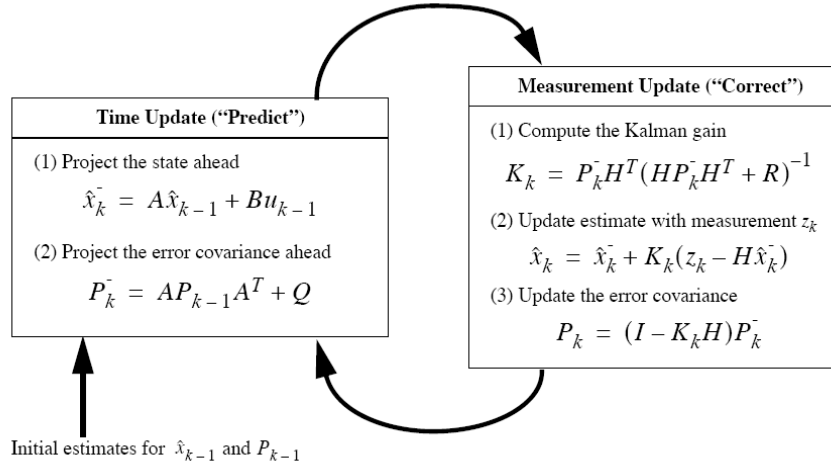 Time Update (“Predict”)
(1) Project the state ahead
x̂ₖ⁻ = Ax̂ₖ₋₁ + Buₖ₋₁
(2) Project the error covariance ahead
Pₖ⁻ = APₖ₋₁Aᵀ + Q
Initial estimates for x̂ₖ₋₁ and Pₖ₋₁
Measurement Update (“Correct”)
(1) Compute the Kalman gain
Kₖ = Pₖ⁻Hᵀ(HPₖ⁻Hᵀ + R)⁻¹
(2) Update estimate with measurement zₖ
x̂ₖ = x̂ₖ⁻ + Kₖ(zₖ – Hx̂ₖ⁻)
(3) Update the error covariance
Pₖ = (I – KₖH)Pₖ⁻